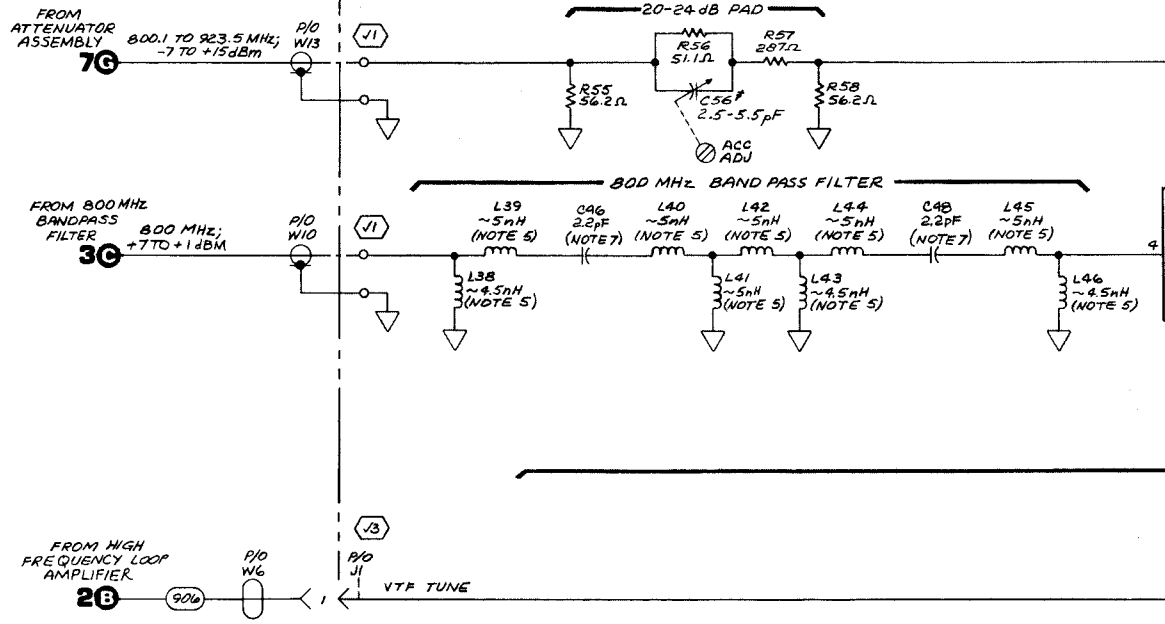 FROM
ATTENUATOR
ASSEMBLY
7G
800.1 TO 923.5 MHz;
-7 TO +15dBm
P/O
W13
√1
20-24 dB PAD
R55
56.2Ω
R56
51.1Ω
C56*
2.5-5.5pF
R57
287Ω
R58
56.2Ω
ACC
ADJ
FROM 800 MHz
BANDPASS
FILTER
3C
800 MHz;
+7 TO +1 dBM
P/O
W10
√1
800 MHz BAND PASS FILTER
L39
~5nH
(NOTE 5)
C46
2.2pF
(NOTE 7)
L40
~5nH
(NOTE 5)
L42
~5nH
(NOTE 5)
L44
~5nH
(NOTE 5)
C48
2.2pF
(NOTE 7)
L45
~5nH
(NOTE 5)
4
L38
~4.5nH
(NOTE 5)
L41
~5nH
(NOTE 5)
L43
~4.5nH
(NOTE 5)
L46
~4.5nH
(NOTE 5)
FROM HIGH
FREQUENCY LOOP
AMPLIFIER
2B
906
P/O
W6
1
√3
P/O
J1
VTF TUNE